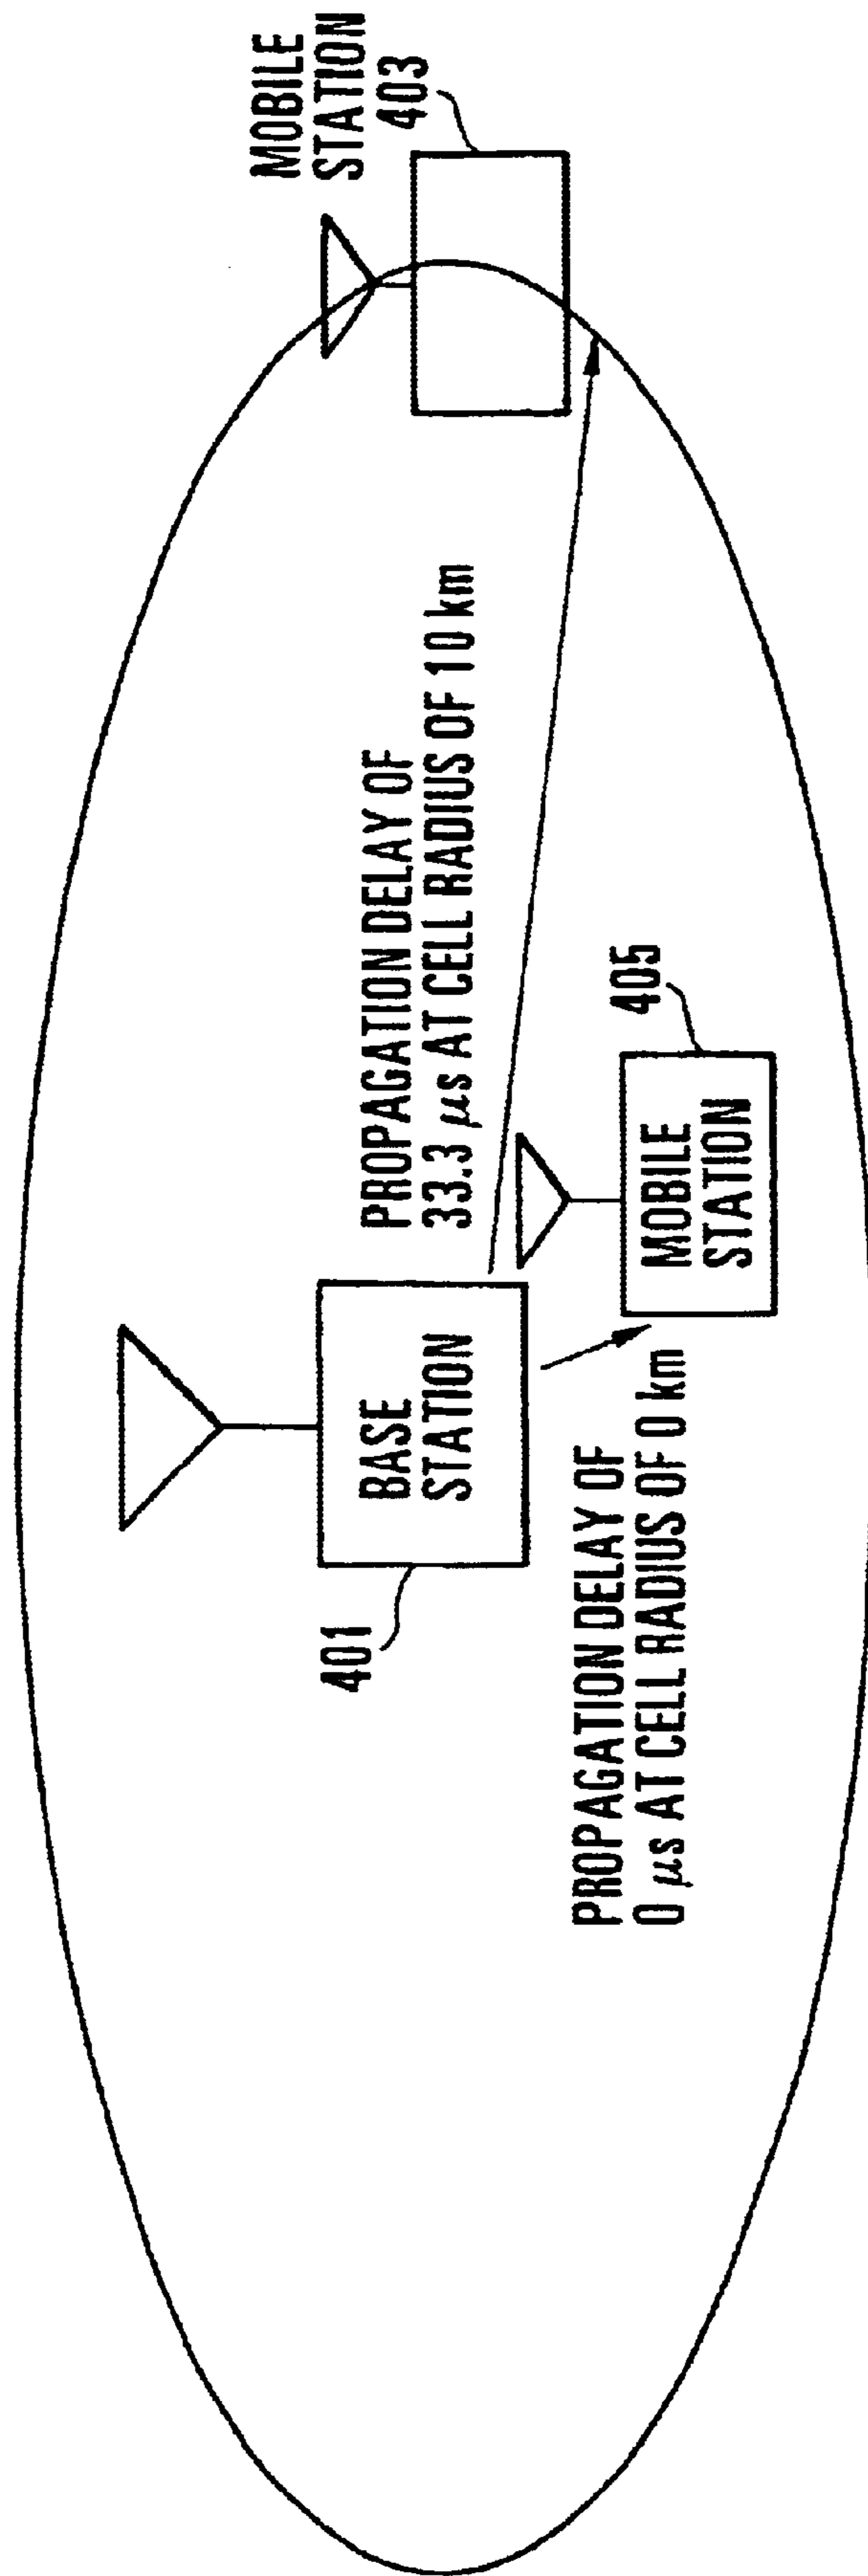 MOBILE
STATION
403
PROPAGATION DELAY OF
33.3 μs AT CELL RADIUS OF 10 km
BASE
STATION
401
405
MOBILE
STATION
PROPAGATION DELAY OF
0 μs AT CELL RADIUS OF 0 km